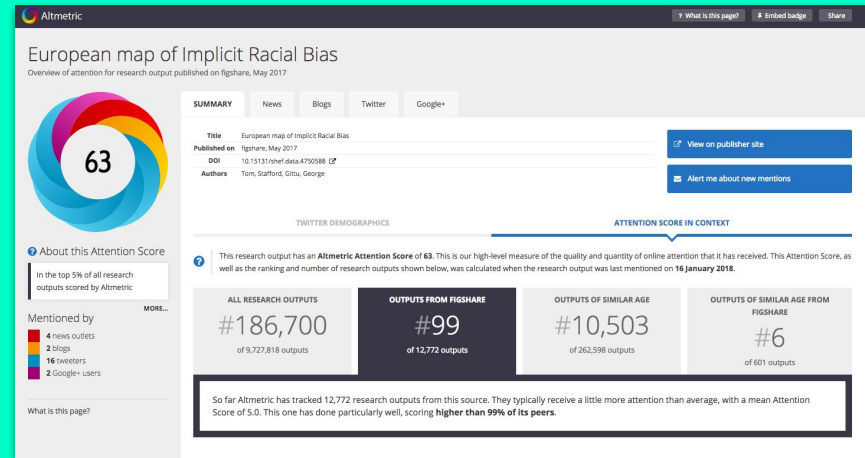 Altmetric
? What is this page?
Embed badge
Share
European map of Implicit Racial Bias
Overview of attention for research output published on figshare, May 2017
63
? About this Attention Score
In the top 5% of all research
outputs scored by Altmetric
MORE...
Mentioned by
4 news outlets
2 blogs
16 tweeters
2 Google+ users
What is this page?
SUMMARY
News
Blogs
Twitter
Google+
Title European map of Implicit Racial Bias
Published on figshare, May 2017
DOI 10.15131/shef.data.4750588
Authors Tom, Stafford, Gittu, George
View on publisher site
Alert me about new mentions
TWITTER DEMOGRAPHICS
ATTENTION SCORE IN CONTEXT
? This research output has an Altmetric Attention Score of 63. This is our high-level measure of the quality and quantity of online attention that it has received. This Attention Score, as
well as the ranking and number of research outputs shown below, was calculated when the research output was last mentioned on 16 January 2018.
ALL RESEARCH OUTPUTS
#186,700
of 9,727,818 outputs
OUTPUTS FROM FIGSHARE
#99
of 12,772 outputs
OUTPUTS OF SIMILAR AGE
#10,503
of 262,598 outputs
OUTPUTS OF SIMILAR AGE FROM
FIGSHARE
#6
of 601 outputs
So far Altmetric has tracked 12,772 research outputs from this source. They typically receive a little more attention than average, with a mean Attention
Score of 5.0. This one has done particularly well, scoring higher than 99% of its peers.